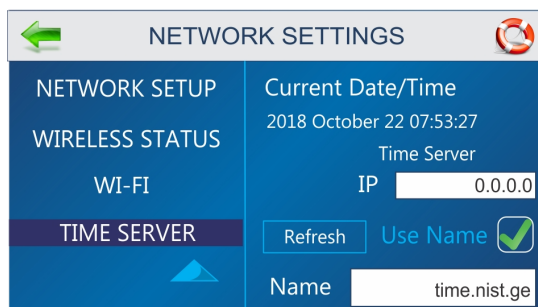 NETWORK SETTINGS
NETWORK SETUP
WIRELESS STATUS
WI-FI
TIME SERVER
Current Date/Time
2018 October 22 07:53:27
Time Server
IP 0.0.0.0
Refresh Use Name
Name time.nist.ge